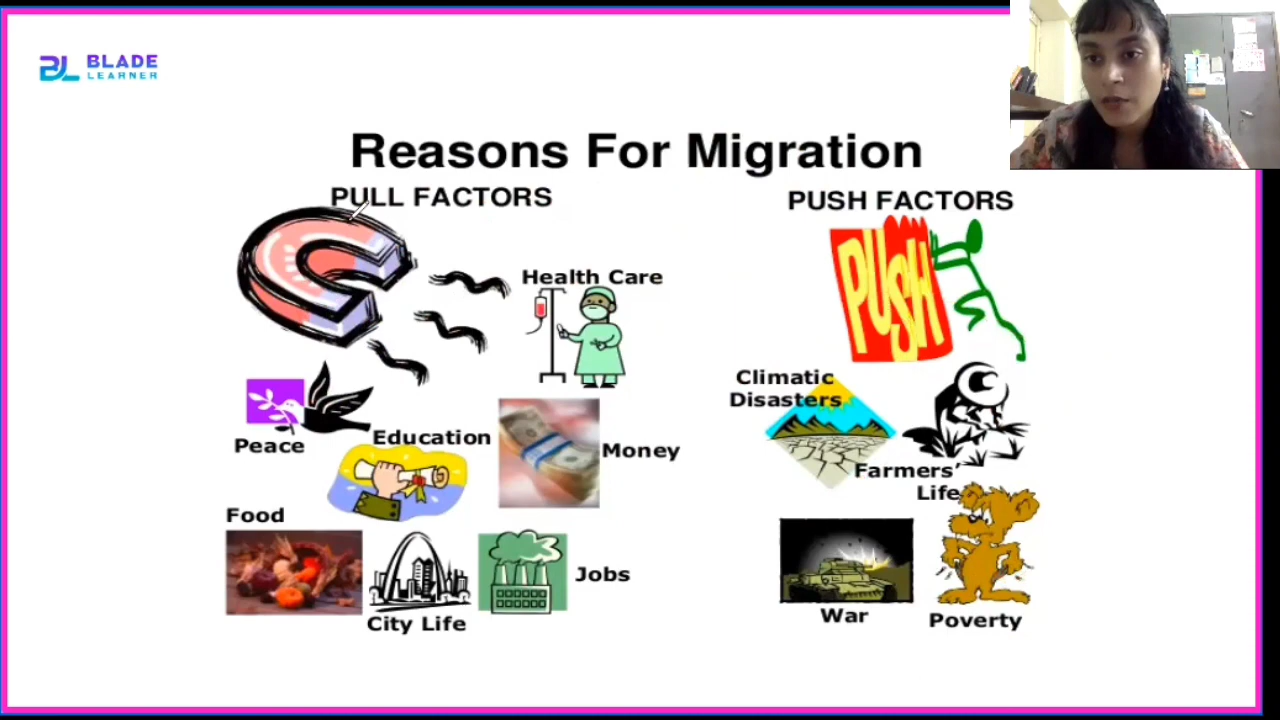 BLADE
LEARNER
Reasons For Migration
PULL FACTORS
PUSH FACTORS
PUSH
Health Care
Climatic
Disasters
Peace
Education
Money
Farmers'
Life
Food
Jobs
City Life
War
Poverty